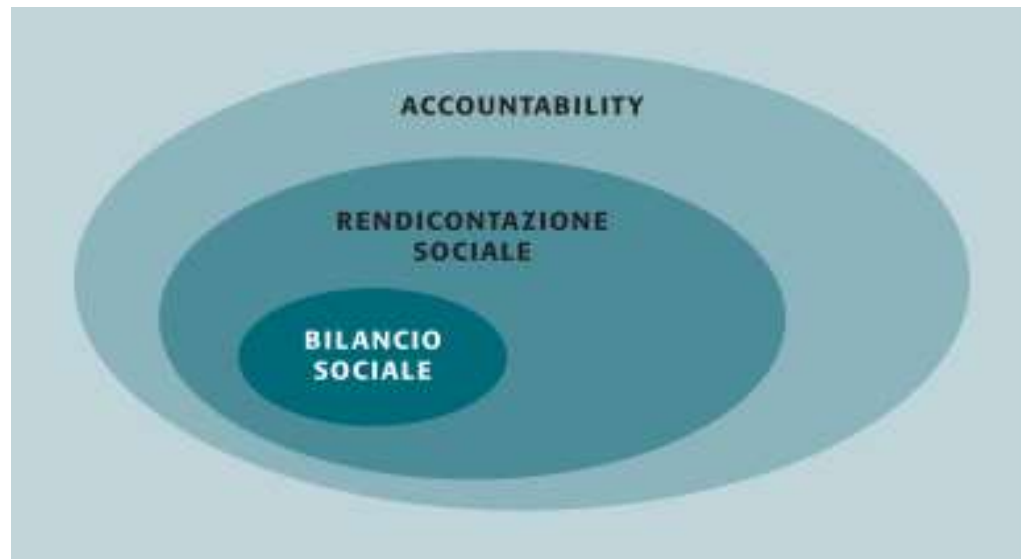 ACCOUNTABILITY
RENDICONTAZIONE
SOCIALE
BILANCIO
SOCIALE